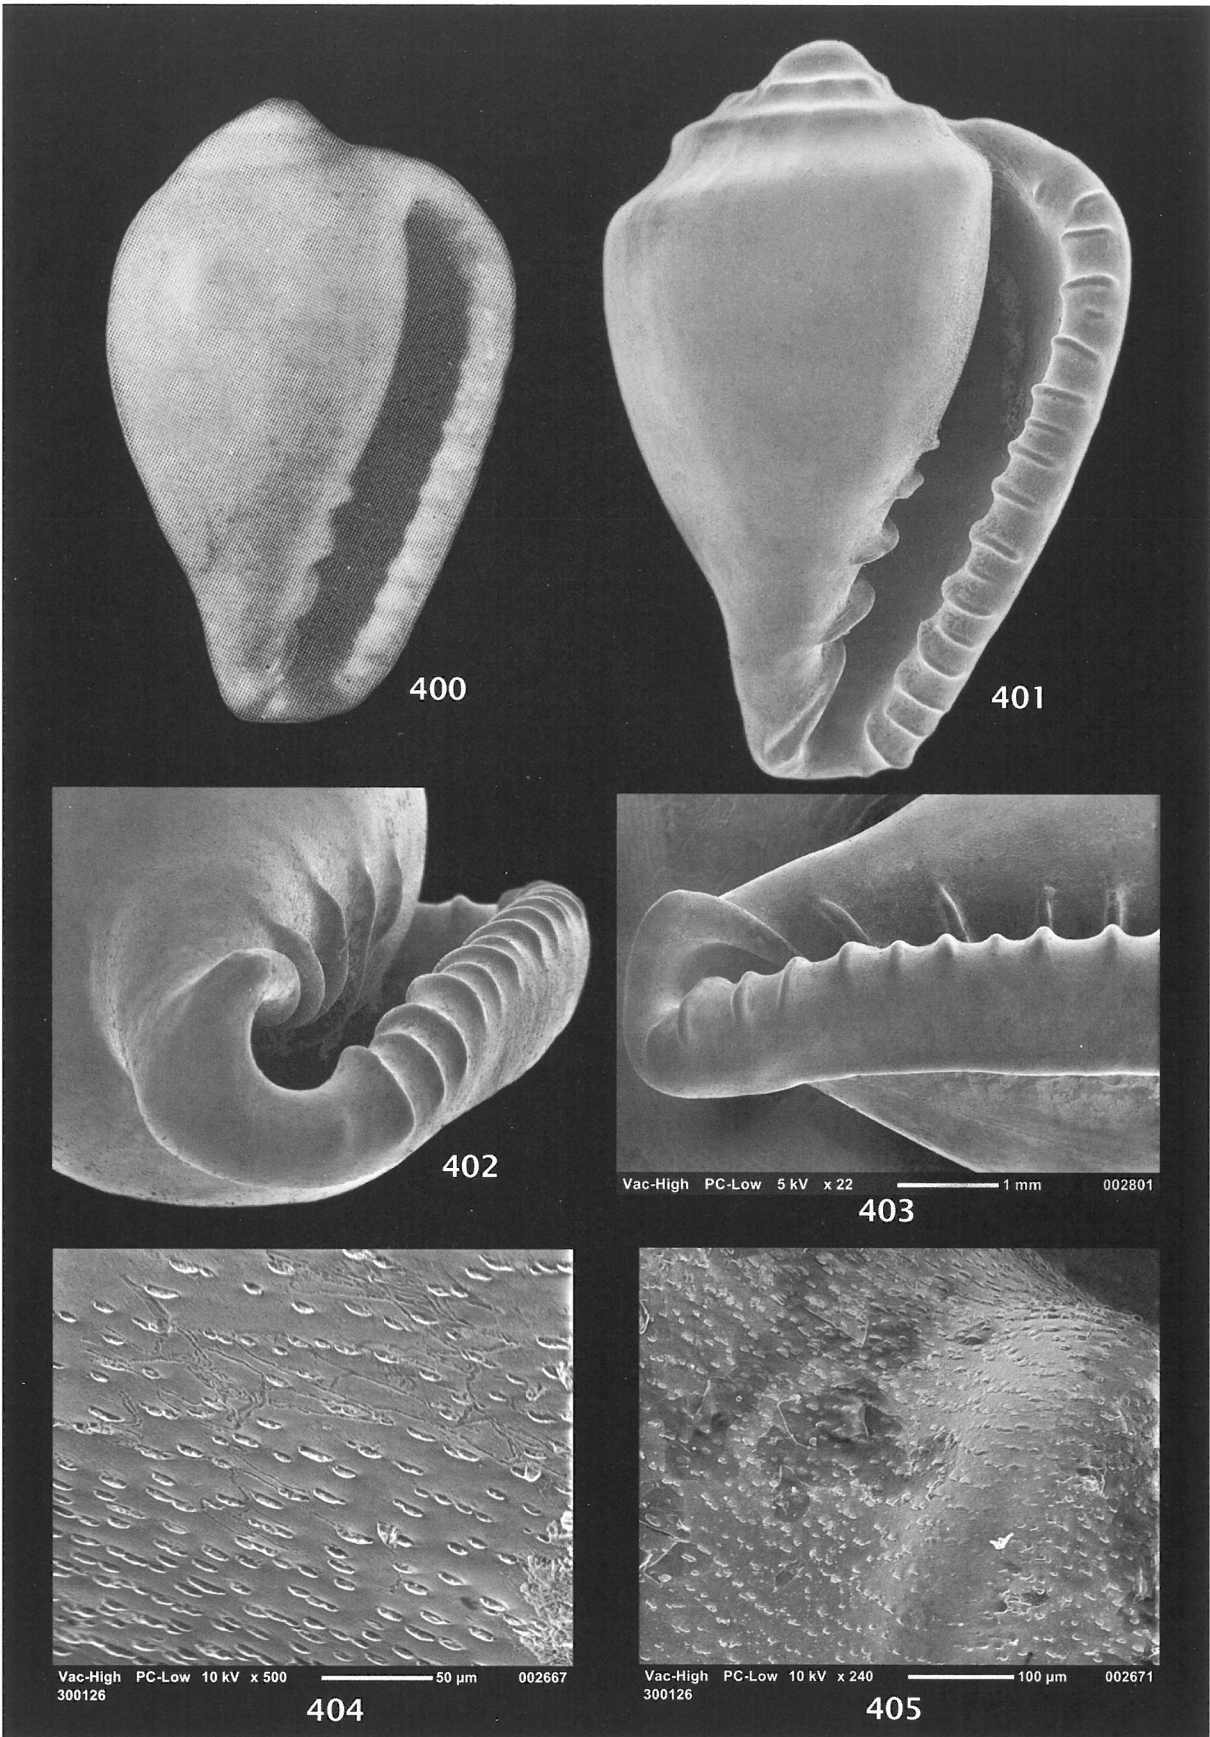 400
401
402
Vac-High PC-Low 5 kV x 22 1 mm 002801
403
Vac-High PC-Low 10 kV x 500 50 µm 002667
300126
404
Vac-High PC-Low 10 kV x 240 100 µm 002671
300126
405